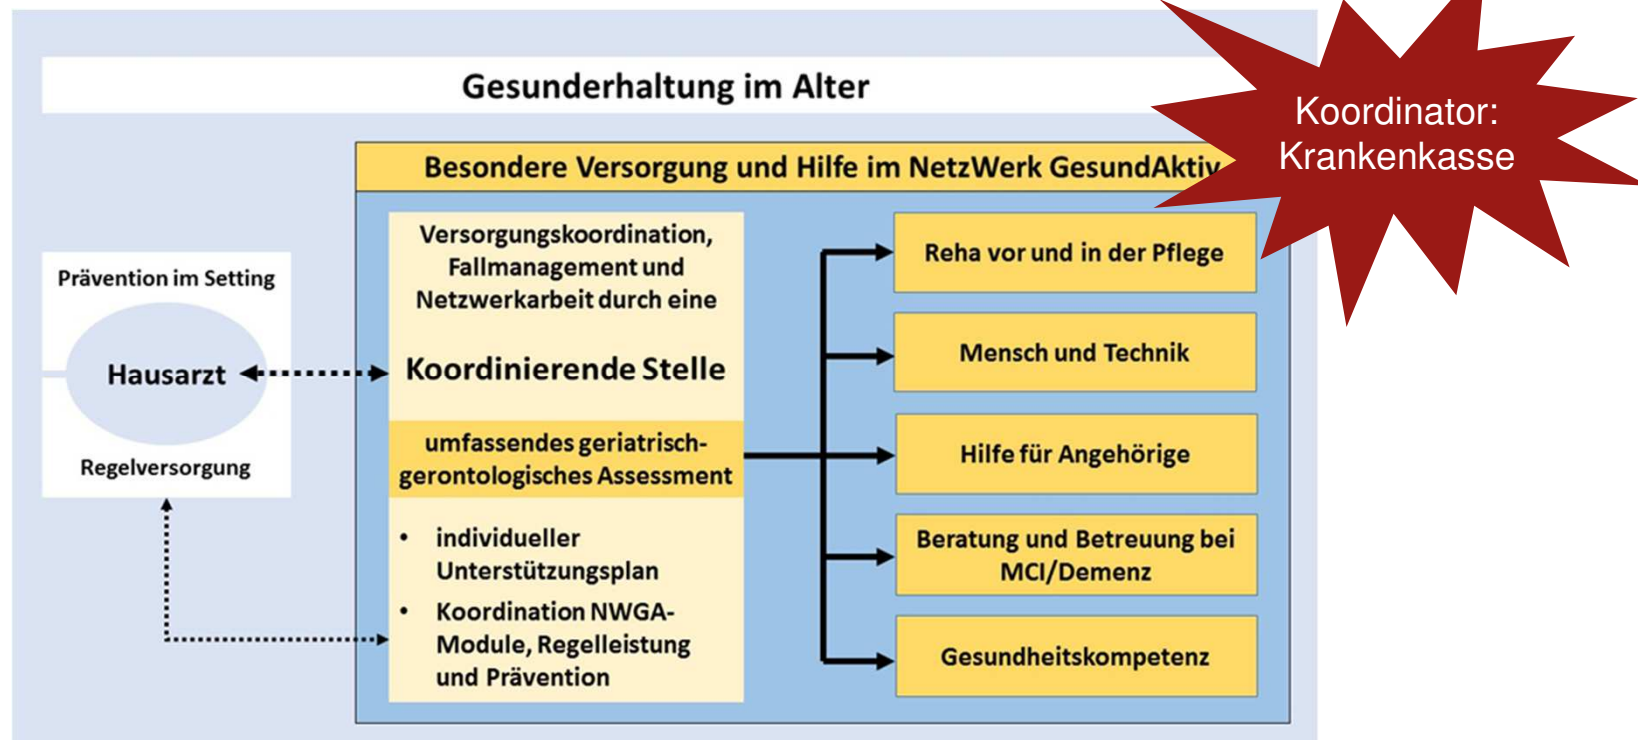 Gesunderhaltung im Alter
Koordinator:
Krankenkasse
Besondere Versorgung und Hilfe im NetzWerk GesundAktiv
Prävention im Setting
Hausarzt
Regelversorgung
Versorgungskoordination,
Fallmanagement und
Netzwerkarbeit durch eine
Koordinierende Stelle
umfassendes geriatrisch-
gerontologisches Assessment
• individueller
Unterstützungsplan
• Koordination NWGA-
Module, Regelleistung
und Prävention
Reha vor und in der Pflege
Mensch und Technik
Hilfe für Angehörige
Beratung und Betreuung bei
MCI/Demenz
Gesundheitskompetenz